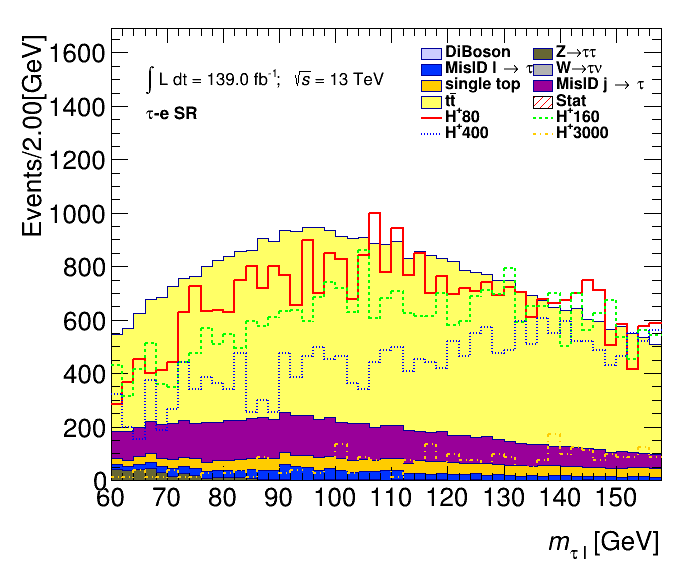 Events/2.00[GeV]
1600
1400
1200
1000
800
600
400
200
0
∫ L dt = 139.0 fb⁻¹; √s = 13 TeV
τ-e SR
DiBoson Z→ττ
MisID l → τ W→τν
single top MisID j → τ
tt̄ Stat
H⁺80 H⁺160
H⁺400 H⁺3000
60 70 80 90 100 110 120 130 140 150
m τ l [GeV]